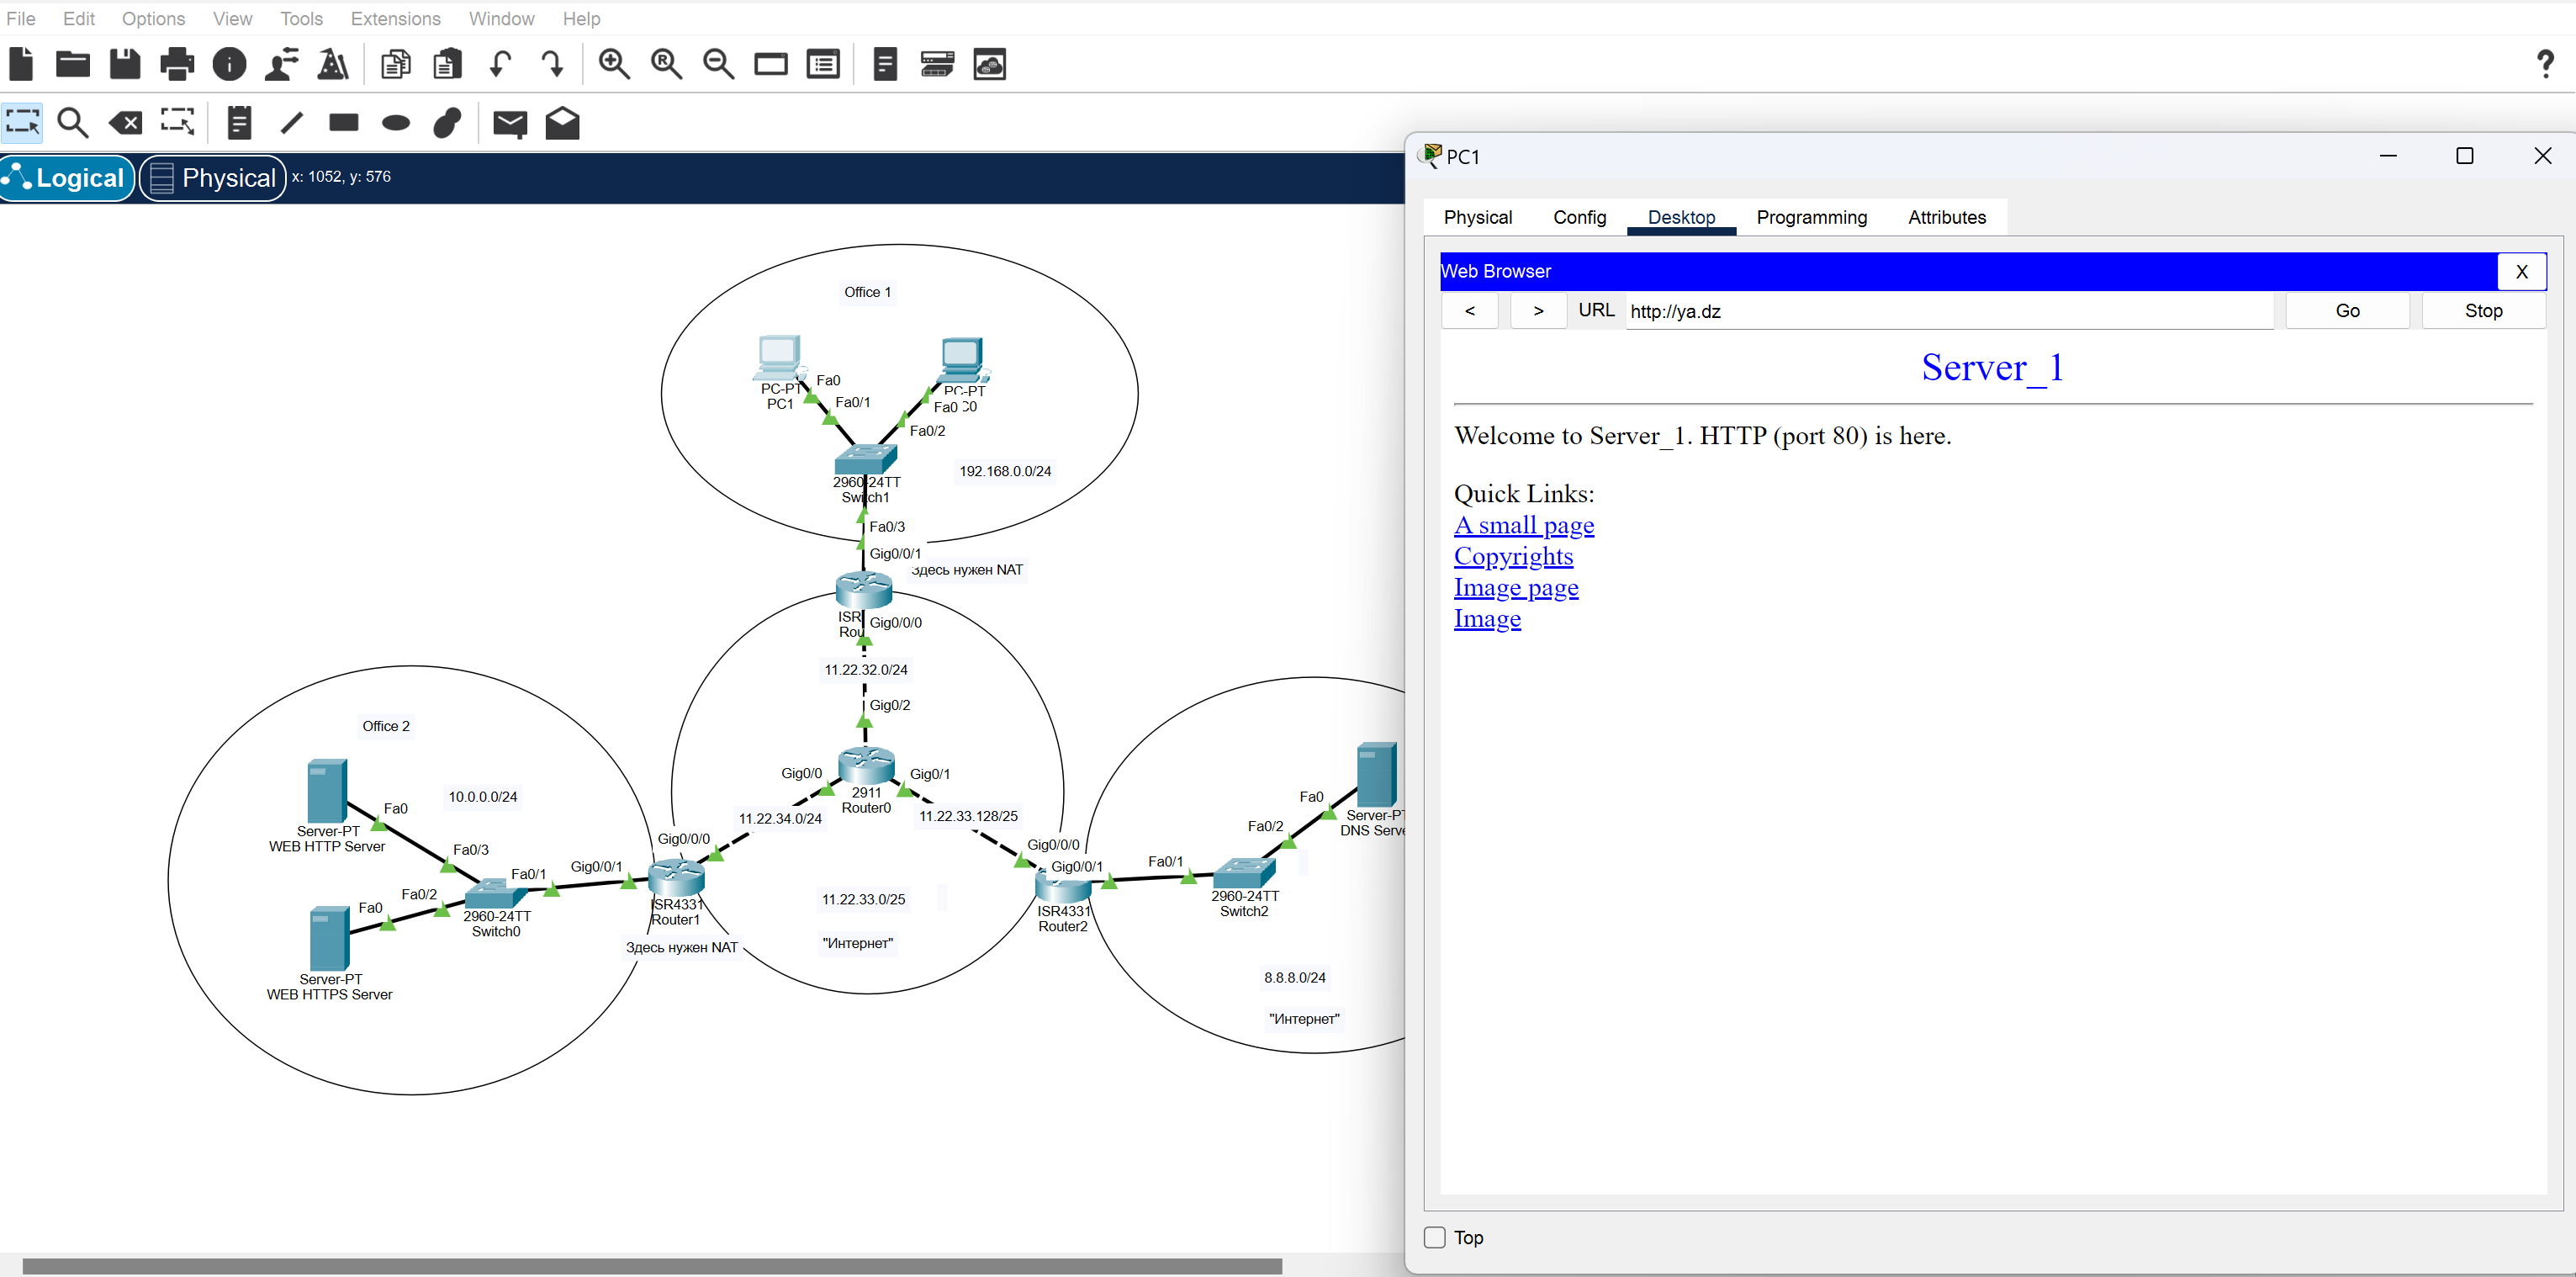 File Edit Options View Tools Extensions Window Help
Logical Physical x: 1052, y: 576
Office 1
PC-PT
PC1
Fa0
Fa0/1
PC-PT
Fa0 C0
Fa0/2
192.168.0.0/24
2960-24TT
Switch1
Fa0/3
Gig0/0/1
Здесь нужен NAT
ISR
Rou
Gig0/0/0
11.22.32.0/24
Gig0/2
Gig0/0
Gig0/1
2911
Router0
11.22.34.0/24
11.22.33.128/25
Office 2
10.0.0.0/24
Fa0
Server-PT
WEB HTTP Server
Fa0/3
Fa0/1
Gig0/0/1
Gig0/0/0
Fa0/2
Fa0
2960-24TT
Switch0
Server-PT
WEB HTTPS Server
ISR4331
Router1
Здесь нужен NAT
11.22.33.0/25
"Интернет"
Gig0/0/0
Gig0/0/1
ISR4331
Router2
Fa0/1
Fa0/2
Fa0
Server-PT
DNS Serve
2960-24TT
Switch2
8.8.8.0/24
"Интернет"
PC1
Physical Config Desktop Programming Attributes
Web Browser X
< > URL http://ya.dz Go Stop
Server_1
Welcome to Server_1. HTTP (port 80) is here.
Quick Links:
A small page
Copyrights
Image page
Image
Top